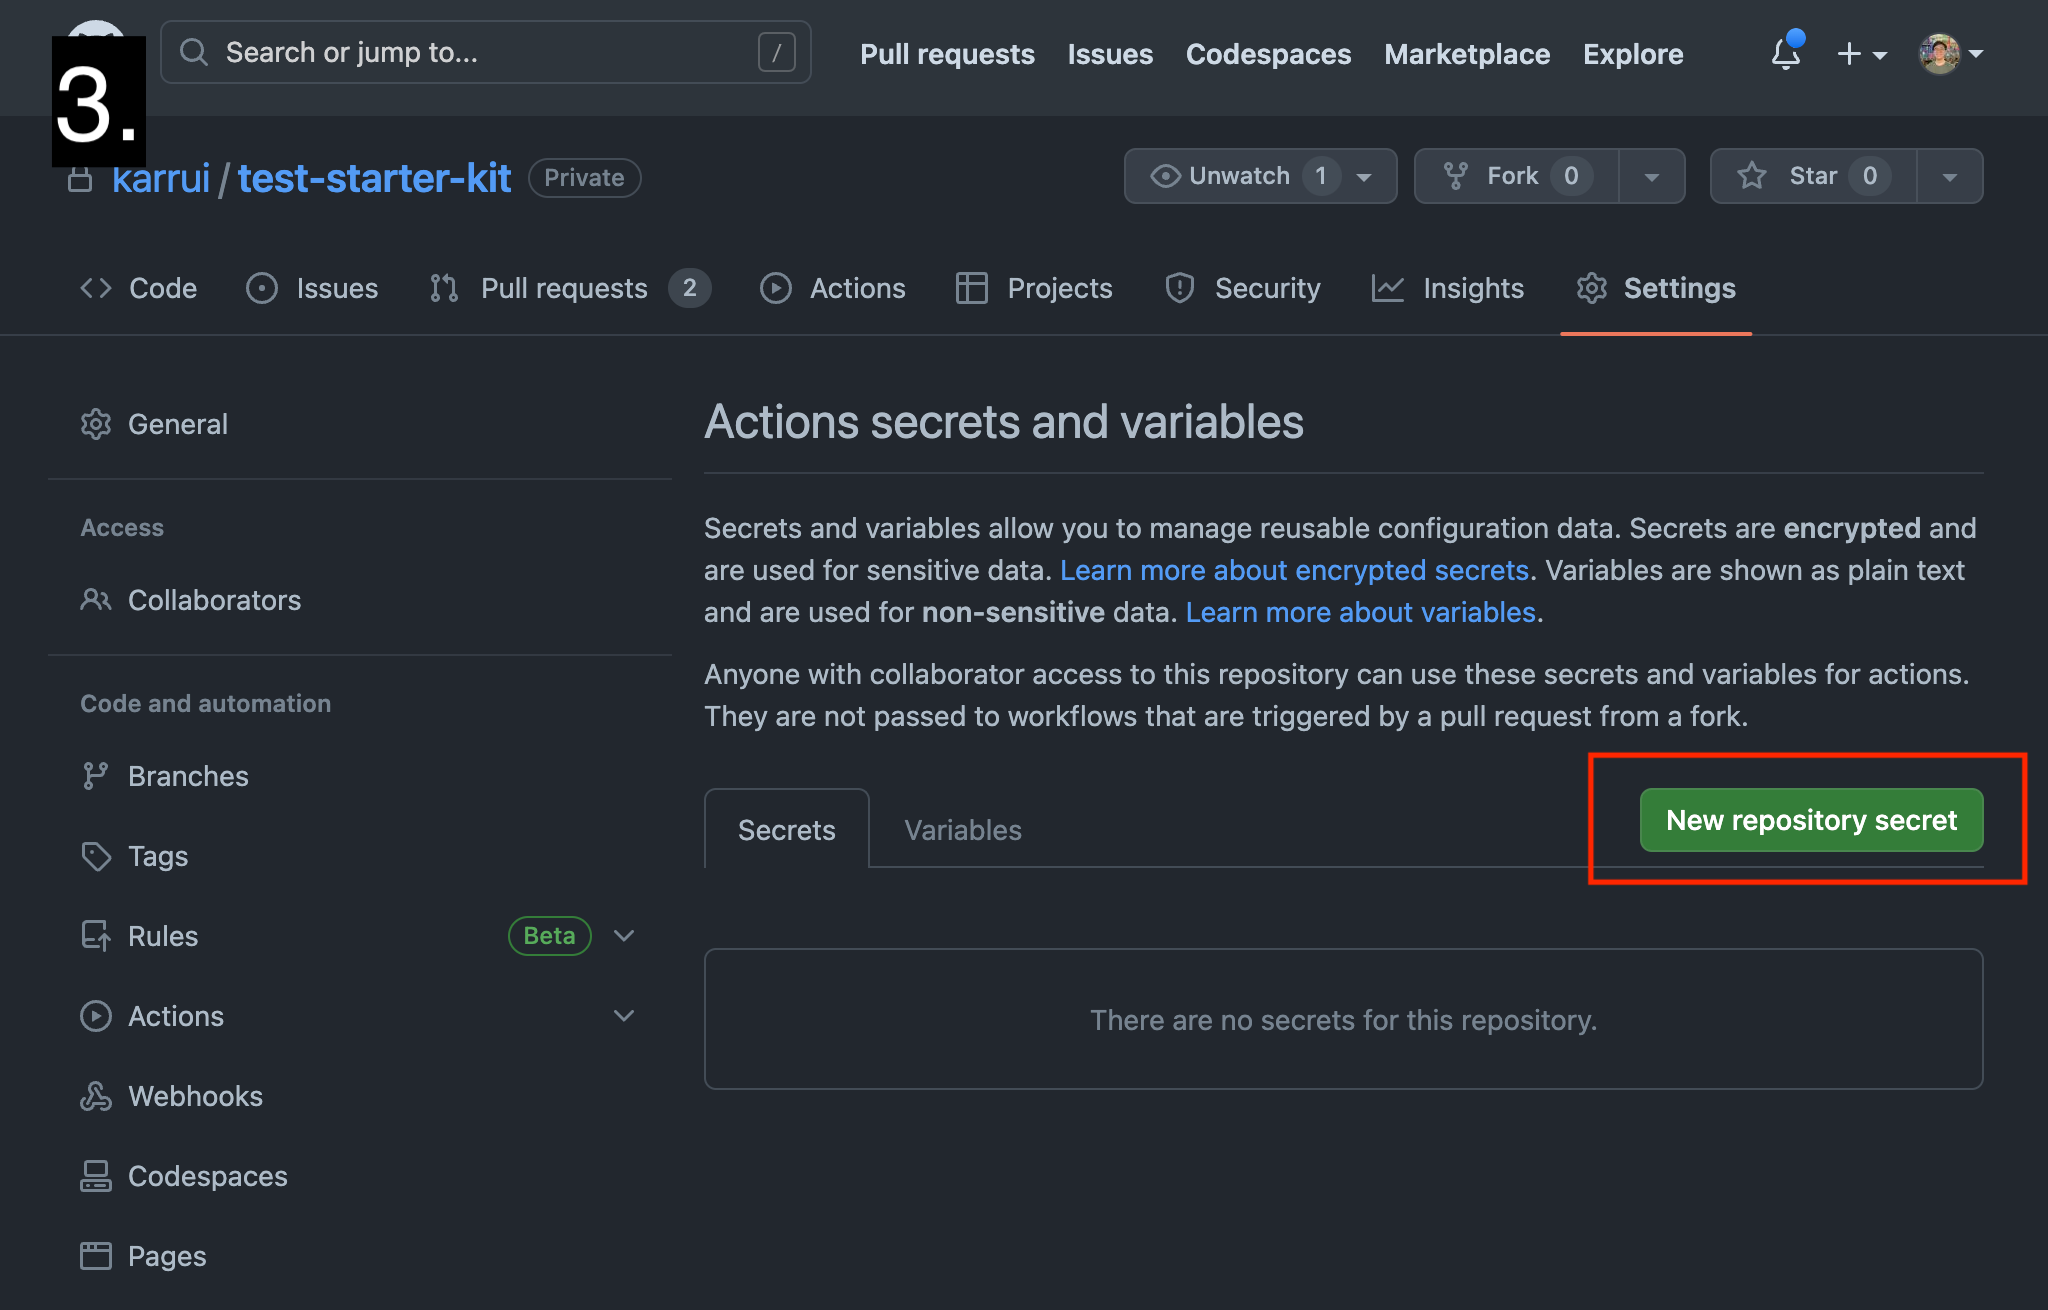 3.
Search or jump to... /
Pull requests Issues Codespaces Marketplace Explore
karrui / test-starter-kit Private
Unwatch 1 Fork 0 Star 0
Code Issues Pull requests 2 Actions Projects Security Insights Settings
General
Access
Collaborators
Code and automation
Branches
Tags
Rules Beta
Actions
Webhooks
Codespaces
Pages
Actions secrets and variables
Secrets and variables allow you to manage reusable configuration data. Secrets are encrypted and
are used for sensitive data. Learn more about encrypted secrets. Variables are shown as plain text
and are used for non-sensitive data. Learn more about variables.
Anyone with collaborator access to this repository can use these secrets and variables for actions.
They are not passed to workflows that are triggered by a pull request from a fork.
Secrets Variables New repository secret
There are no secrets for this repository.